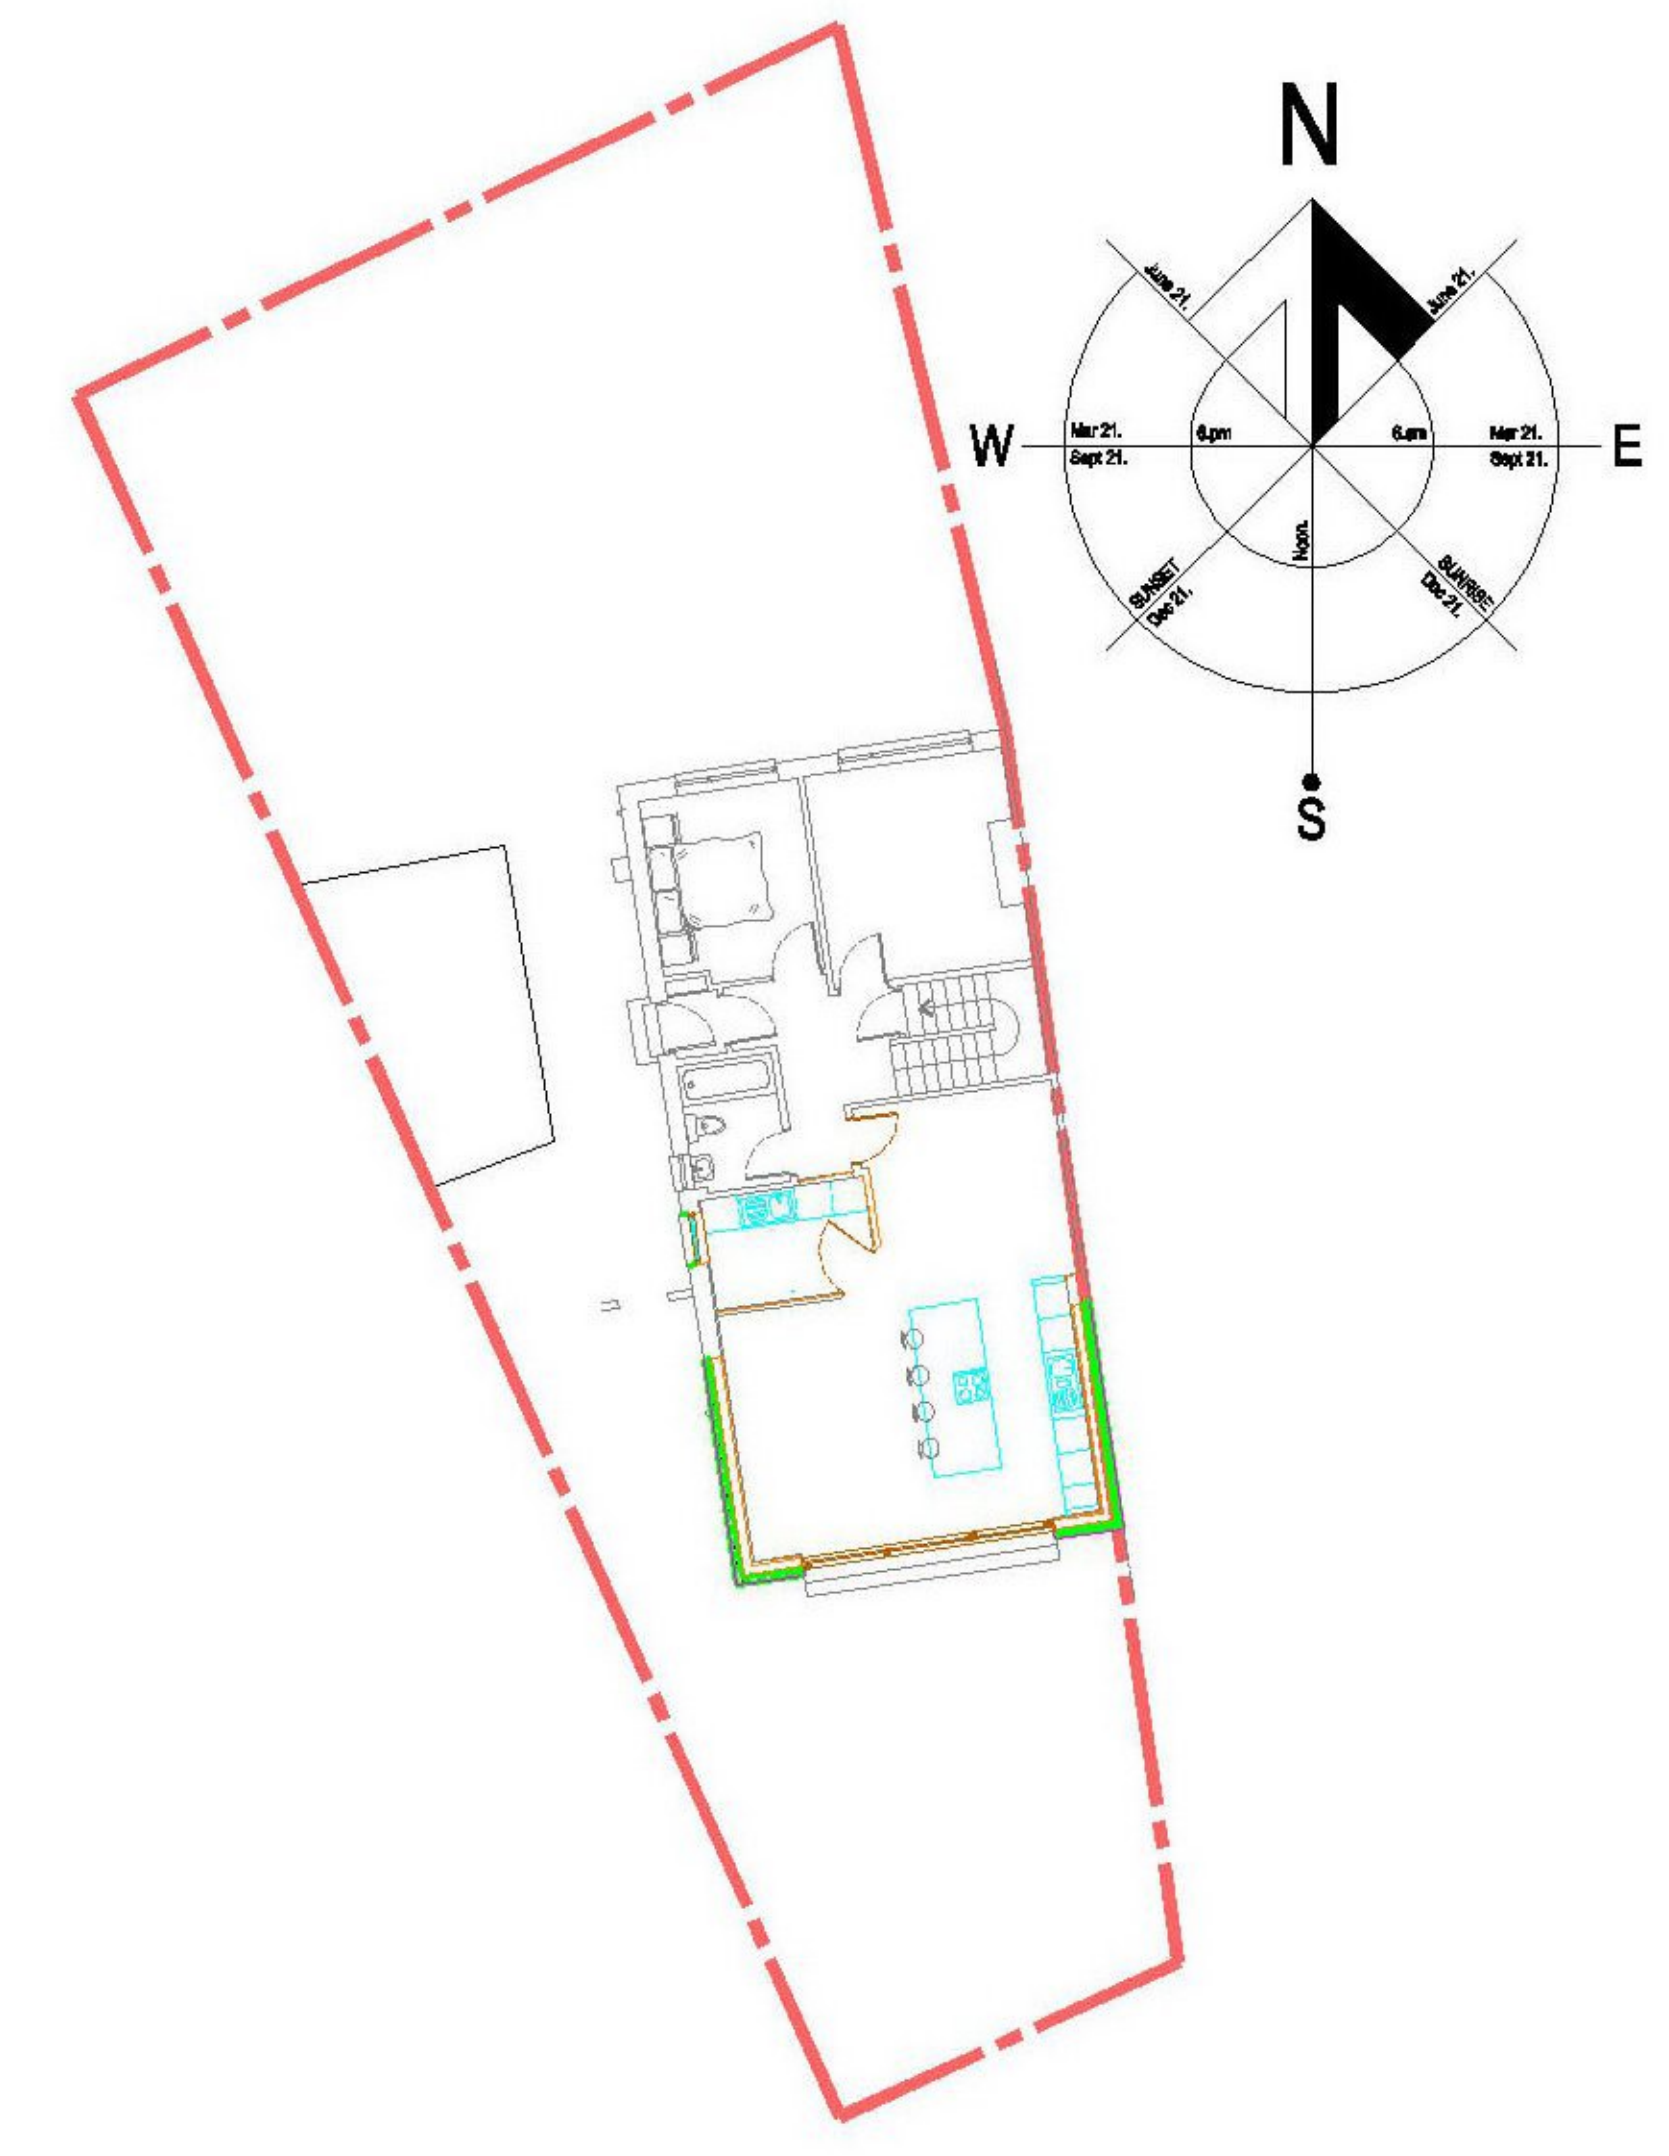 N
June 21.
June 21.
W
Mar 21.
6.pm
6.am
Mar 21.
E
Sept 21.
Sept 21.
Noon.
SUNSET
Dec 21.
SUNRISE
Dec 21.
S